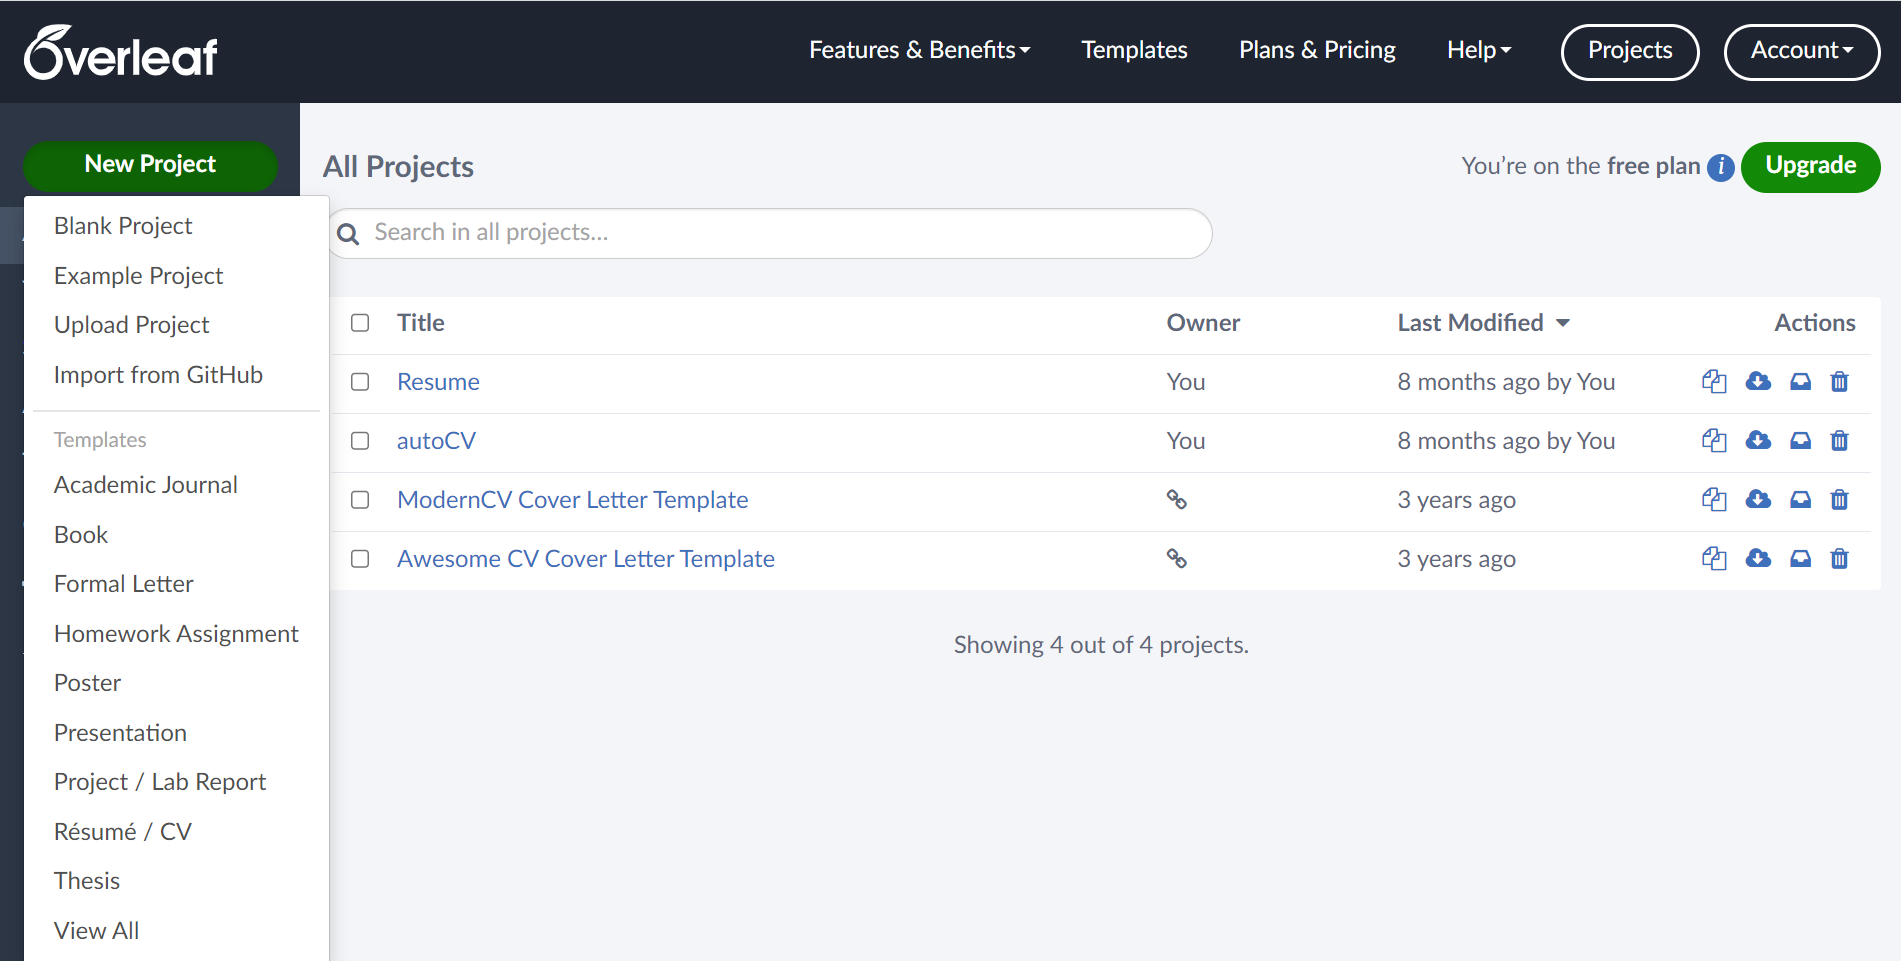 Overleaf
Features & Benefits Templates Plans & Pricing Help Projects Account
New Project
Blank Project
Example Project
Upload Project
Import from GitHub
Templates
Academic Journal
Book
Formal Letter
Homework Assignment
Poster
Presentation
Project / Lab Report
Résumé / CV
Thesis
View All
All Projects
You're on the free plan i Upgrade
Search in all projects...
Title Owner Last Modified Actions
Resume You 8 months ago by You
autoCV You 8 months ago by You
ModernCV Cover Letter Template 3 years ago
Awesome CV Cover Letter Template 3 years ago
Showing 4 out of 4 projects.